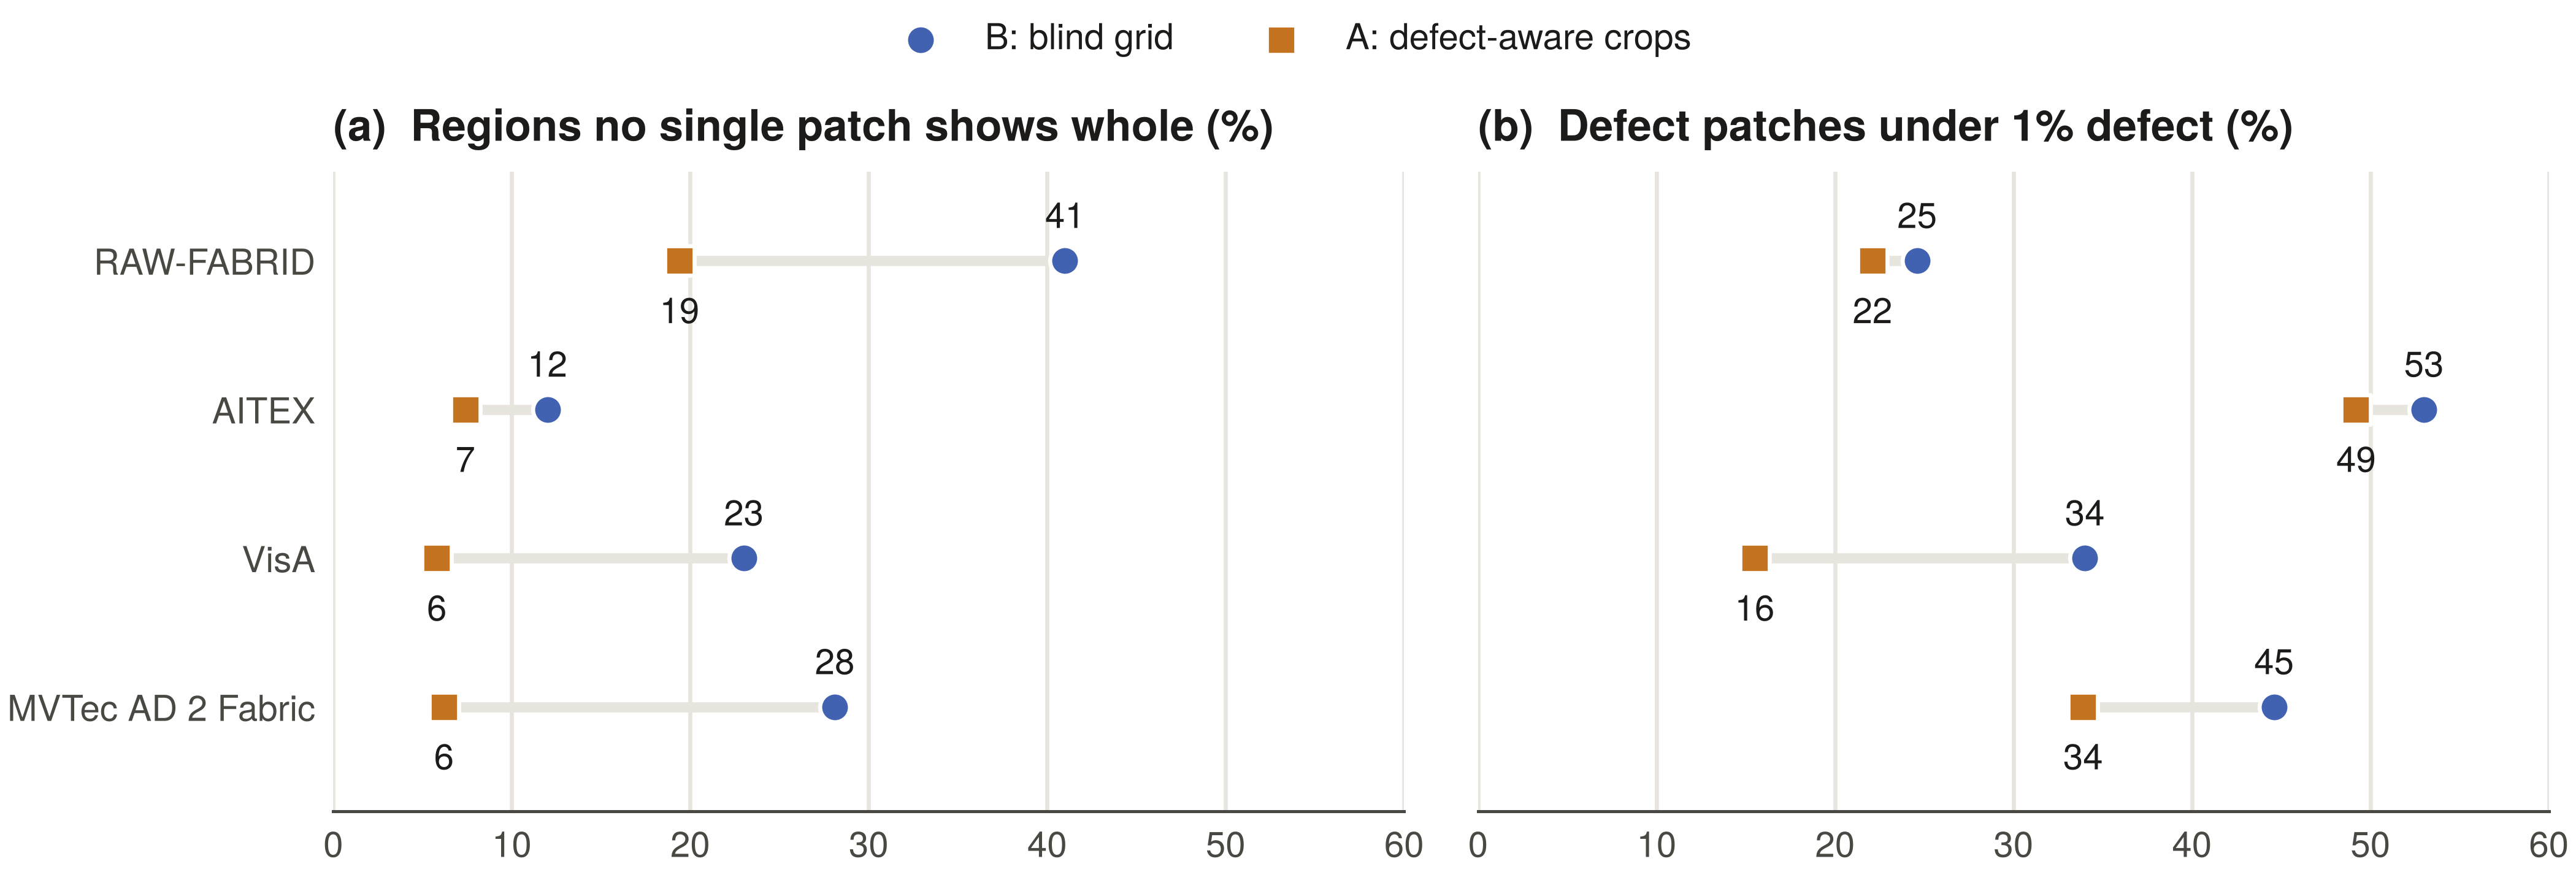 B: blind grid A: defect-aware crops
(a) Regions no single patch shows whole (%)
(b) Defect patches under 1% defect (%)
RAW-FABRID
41
19
25
22
AITEX
12
7
53
49
VisA
23
6
34
16
MVTec AD 2 Fabric
28
6
45
34
0 10 20 30 40 50 60
0 10 20 30 40 50 60